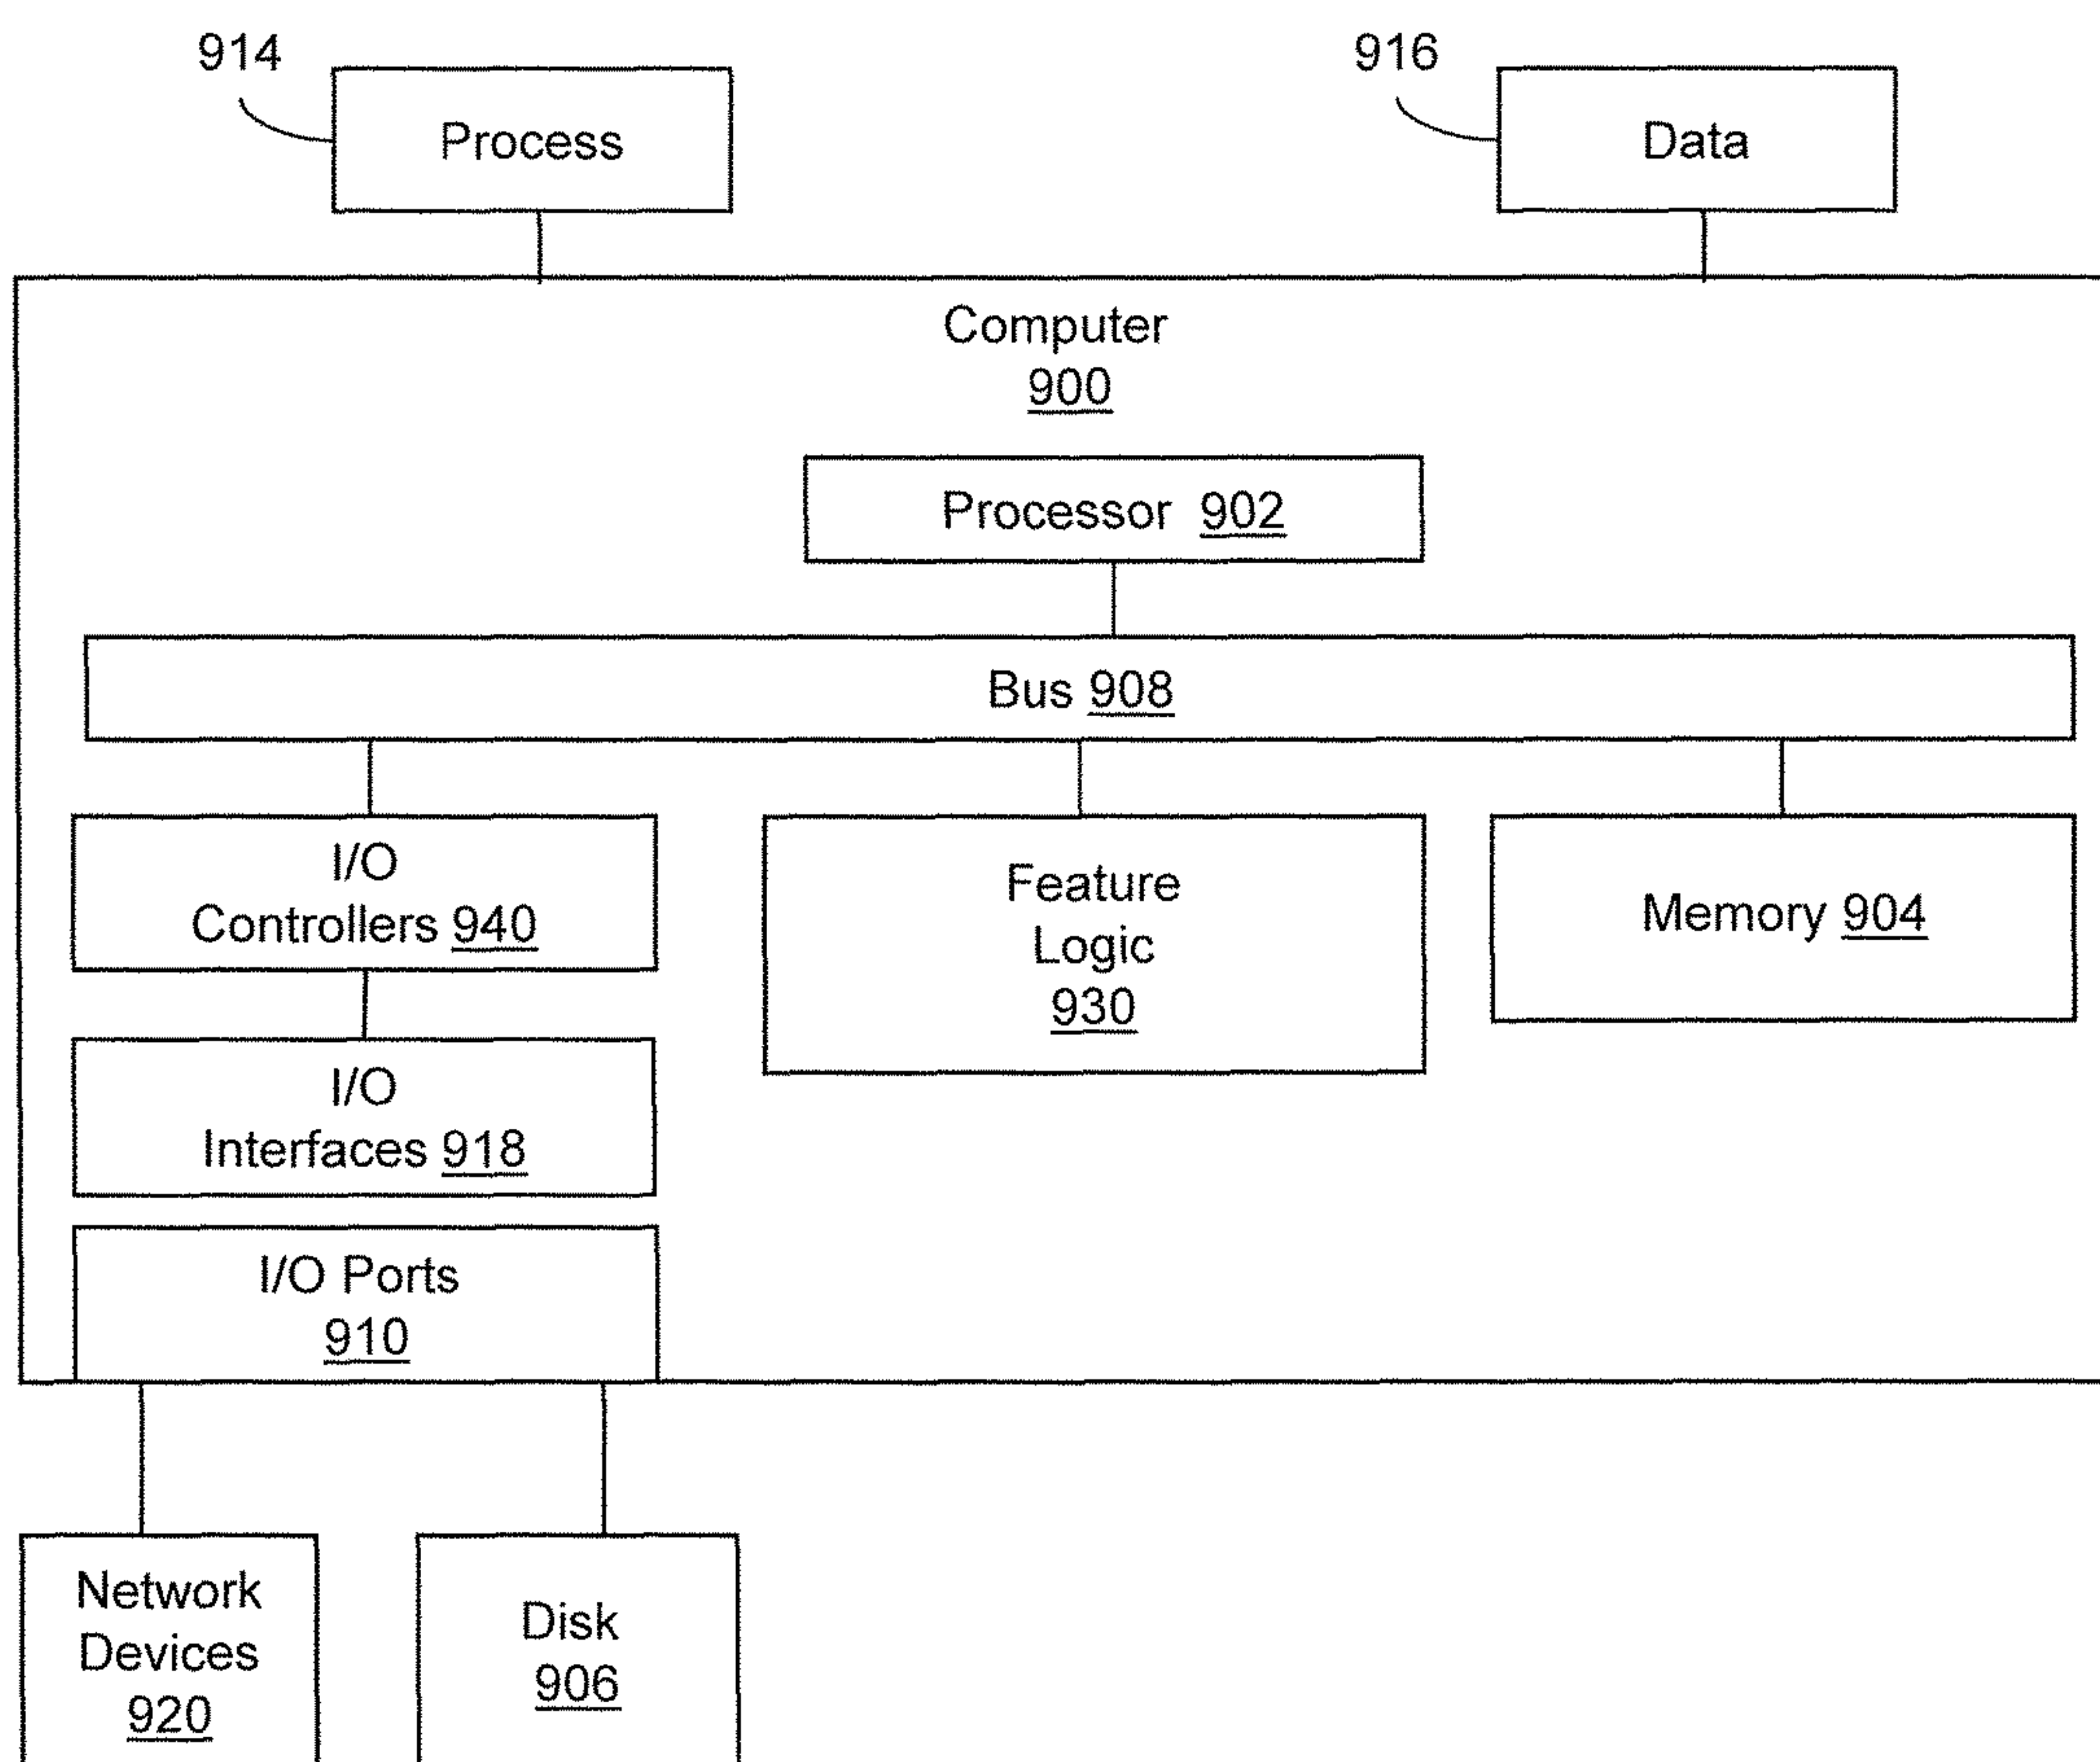 914
Process
916
Data
Computer
900
Processor 902
Bus 908
I/O
Controllers 940
Feature
Logic
930
Memory 904
I/O
Interfaces 918
I/O Ports
910
Network
Devices
920
Disk
906